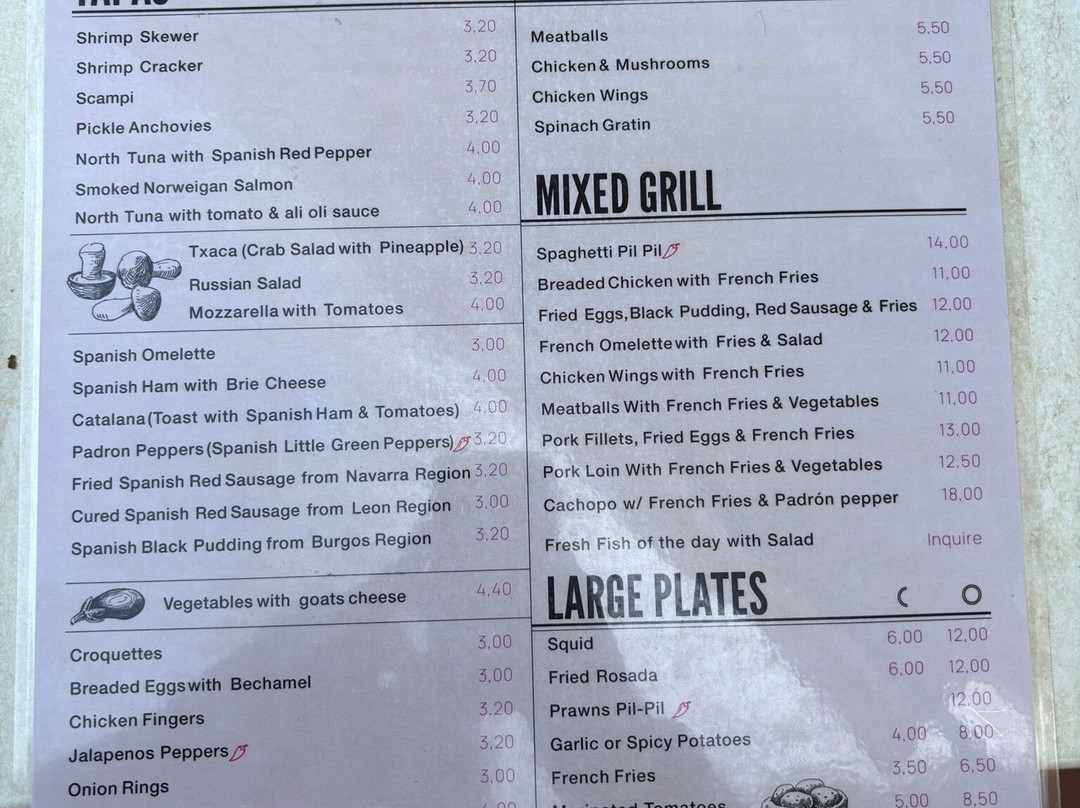 TAPAS
Shrimp Skewer 3,20
Shrimp Cracker 3,20
Scampi 3,70
Pickle Anchovies 3,20
North Tuna with Spanish Red Pepper 4,00
Smoked Norweigan Salmon 4,00
North Tuna with tomato & ali oli sauce 4,00
Txaca (Crab Salad with Pineapple) 3,20
Russian Salad 3,20
Mozzarella with Tomatoes 4,00
Spanish Omelette 3,00
Spanish Ham with Brie Cheese 4,00
Catalana (Toast with Spanish Ham & Tomatoes) 4,00
Padron Peppers (Spanish Little Green Peppers) 3,20
Fried Spanish Red Sausage from Navarra Region 3,20
Cured Spanish Red Sausage from Leon Region 3,00
Spanish Black Pudding from Burgos Region 3,20
Vegetables with goats cheese 4,40
Croquettes 3,00
Breaded Eggs with Bechamel 3,00
Chicken Fingers 3,20
Jalapenos Peppers 3,20
Onion Rings 3,00
Meatballs 5,50
Chicken & Mushrooms 5,50
Chicken Wings 5,50
Spinach Gratin 5,50
MIXED GRILL
Spaghetti Pil Pil 14,00
Breaded Chicken with French Fries 11,00
Fried Eggs, Black Pudding, Red Sausage & Fries 12,00
French Omelette with Fries & Salad 12,00
Chicken Wings with French Fries 11,00
Meatballs With French Fries & Vegetables 11,00
Pork Fillets, Fried Eggs & French Fries 13,00
Pork Loin With French Fries & Vegetables 12,50
Cachopo w/ French Fries & Padrón pepper 18,00
Fresh Fish of the day with Salad Inquire
LARGE PLATES
Squid 6,00 12,00
Fried Rosada 6,00 12,00
Prawns Pil-Pil 12,00
Garlic or Spicy Potatoes 4,00 8,00
French Fries 3,50 6,50
Marinated Tomatoes 5,00 8,50